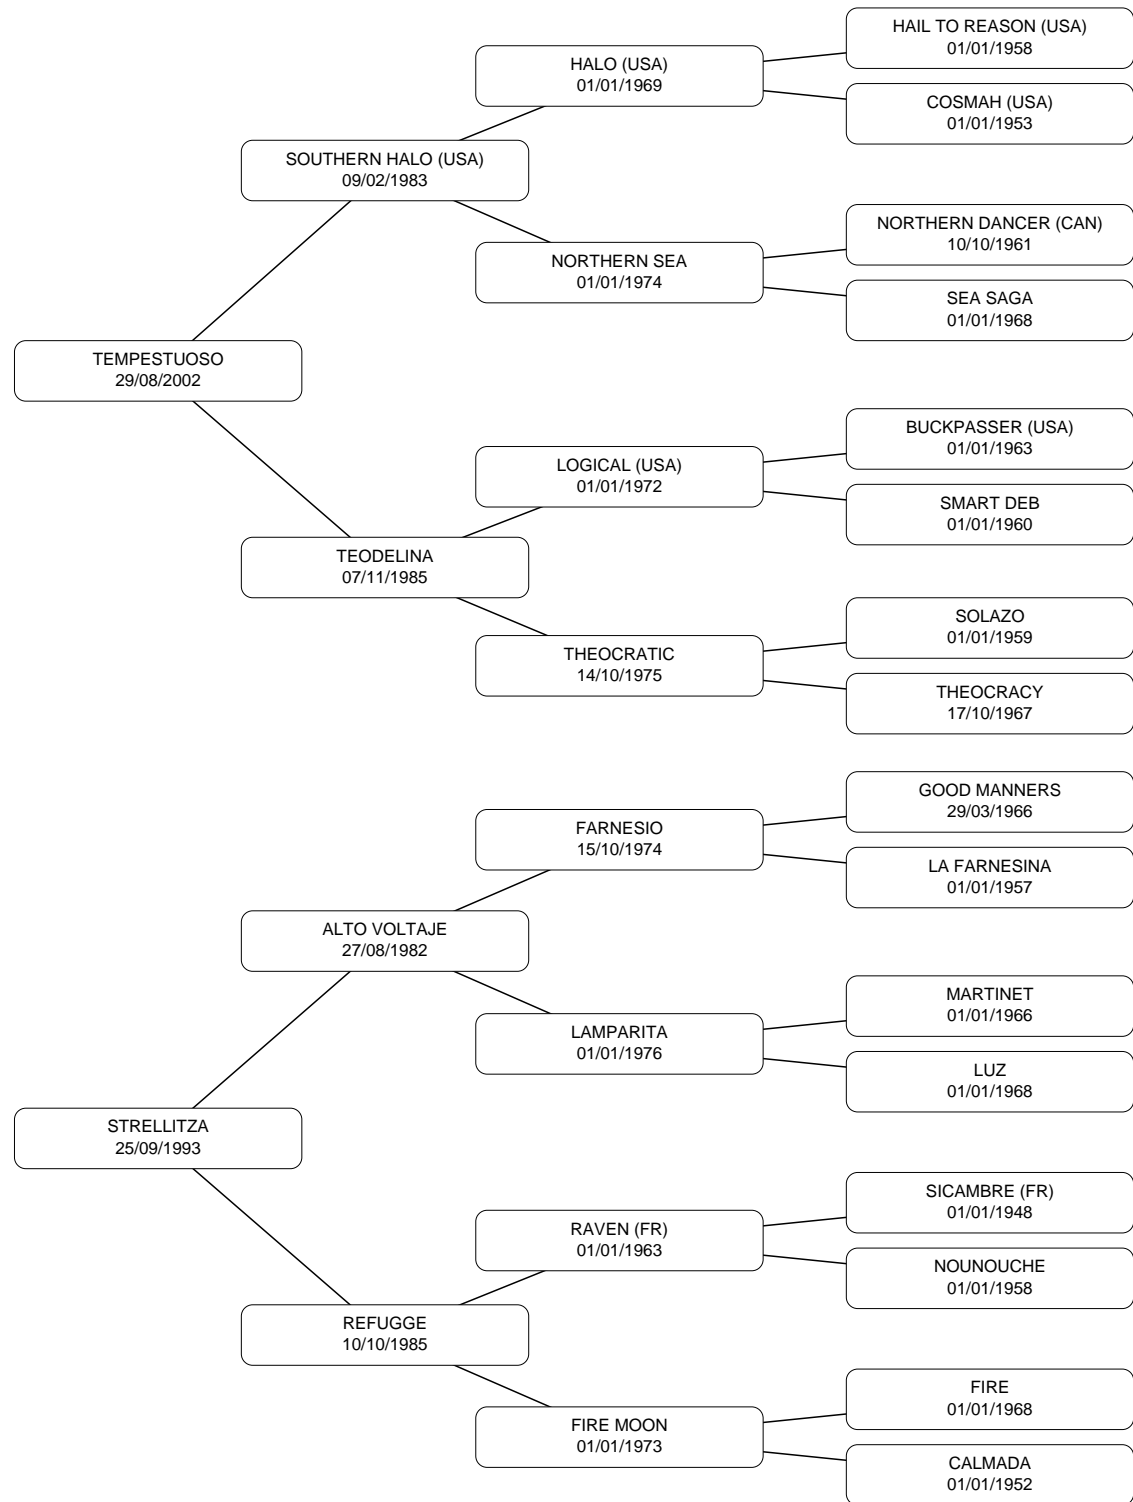 HAIL TO REASON (USA)
01/01/1958
HALO (USA)
01/01/1969
COSMAH (USA)
01/01/1953
SOUTHERN HALO (USA)
09/02/1983
NORTHERN DANCER (CAN)
10/10/1961
NORTHERN SEA
01/01/1974
SEA SAGA
01/01/1968
TEMPESTUOSO
29/08/2002
BUCKPASSER (USA)
01/01/1963
LOGICAL (USA)
01/01/1972
SMART DEB
01/01/1960
TEODELINA
07/11/1985
SOLAZO
01/01/1959
THEOCRATIC
14/10/1975
THEOCRACY
17/10/1967
GOOD MANNERS
29/03/1966
FARNESIO
15/10/1974
LA FARNESINA
01/01/1957
ALTO VOLTAJE
27/08/1982
MARTINET
01/01/1966
LAMPARITA
01/01/1976
LUZ
01/01/1968
STRELLITZA
25/09/1993
SICAMBRE (FR)
01/01/1948
RAVEN (FR)
01/01/1963
NOUNOUCHE
01/01/1958
REFUGGE
10/10/1985
FIRE
01/01/1968
FIRE MOON
01/01/1973
CALMADA
01/01/1952